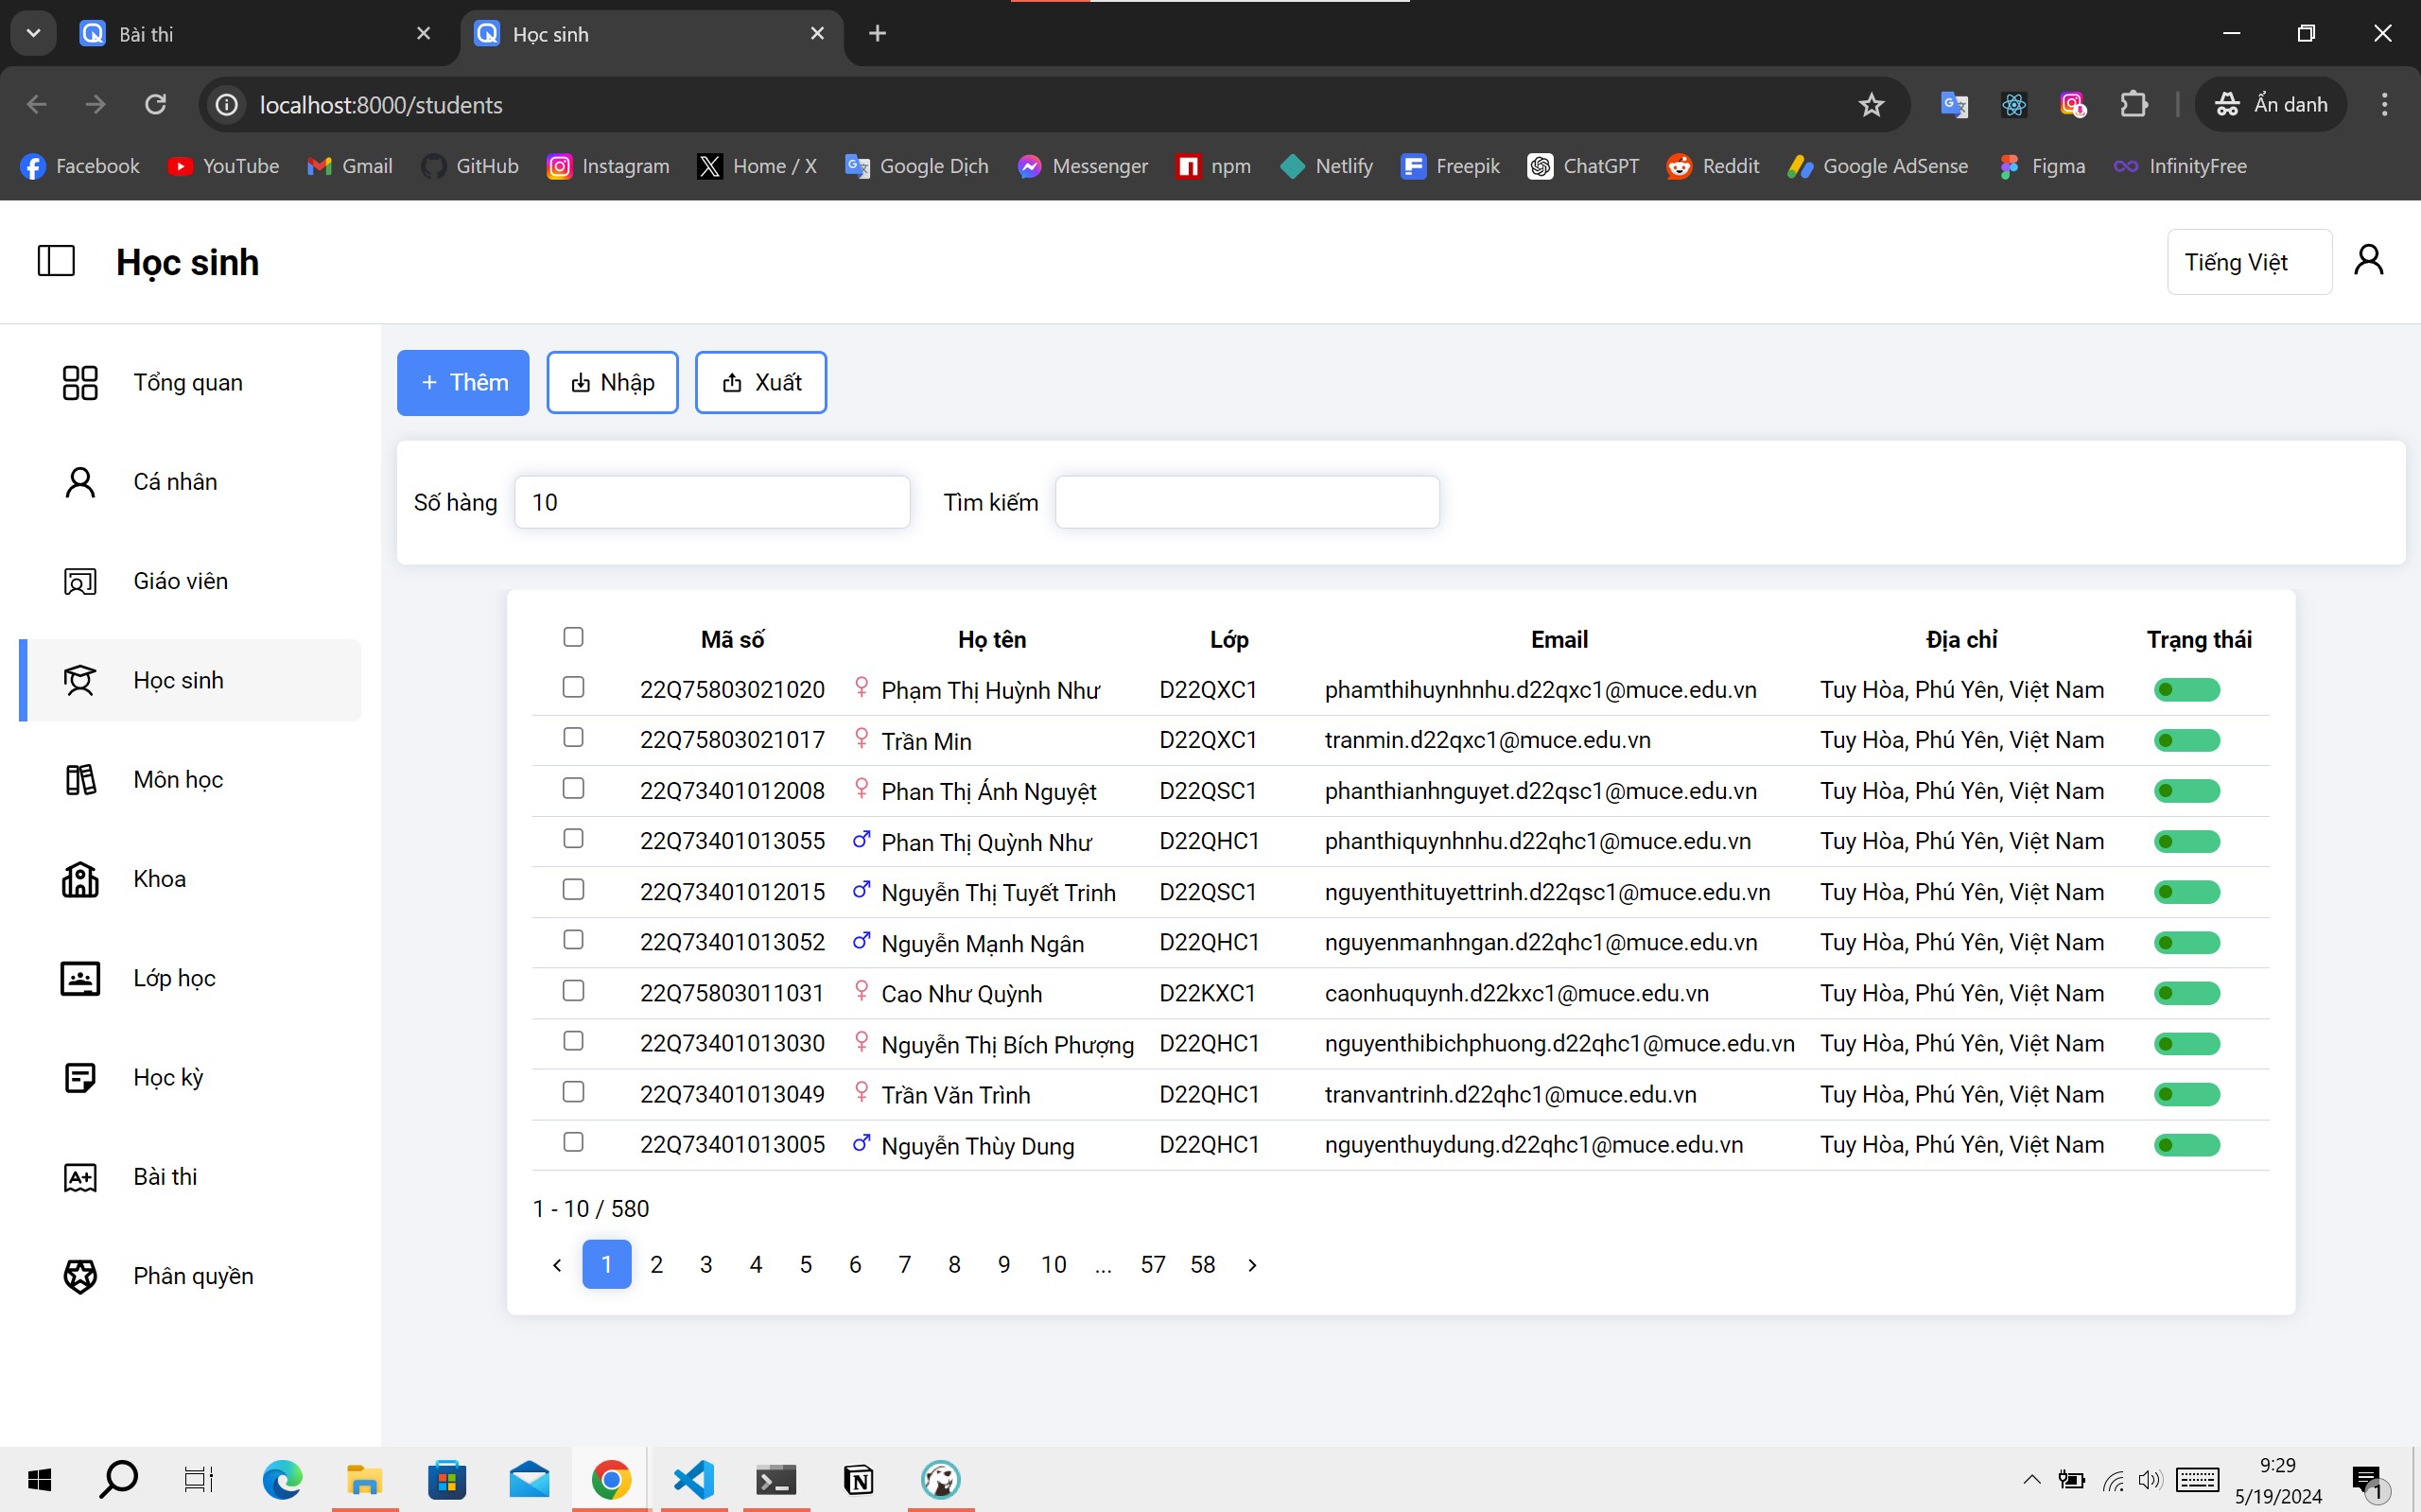 Bài thi
Học sinh
localhost:8000/students
Ẩn danh
Facebook YouTube Gmail GitHub Instagram Home / X Google Dịch Messenger npm Netlify Freepik ChatGPT Reddit Google AdSense Figma InfinityFree
Học sinh
Tiếng Việt
Tổng quan
Cá nhân
Giáo viên
Học sinh
Môn học
Khoa
Lớp học
Học kỳ
Bài thi
Phân quyền
+ Thêm Nhập Xuất
Số hàng 10 Tìm kiếm
Mã số Họ tên Lớp Email Địa chỉ Trạng thái
22Q75803021020 Phạm Thị Huỳnh Như D22QXC1 phamthihuynhnhu.d22qxc1@muce.edu.vn Tuy Hòa, Phú Yên, Việt Nam
22Q75803021017 Trần Min D22QXC1 tranmin.d22qxc1@muce.edu.vn Tuy Hòa, Phú Yên, Việt Nam
22Q73401012008 Phan Thị Ánh Nguyệt D22QSC1 phanthianhnguyet.d22qsc1@muce.edu.vn Tuy Hòa, Phú Yên, Việt Nam
22Q73401013055 Phan Thị Quỳnh Như D22QHC1 phanthiquynhnhu.d22qhc1@muce.edu.vn Tuy Hòa, Phú Yên, Việt Nam
22Q73401012015 Nguyễn Thị Tuyết Trinh D22QSC1 nguyenthituyettrinh.d22qsc1@muce.edu.vn Tuy Hòa, Phú Yên, Việt Nam
22Q73401013052 Nguyễn Mạnh Ngân D22QHC1 nguyenmanhngan.d22qhc1@muce.edu.vn Tuy Hòa, Phú Yên, Việt Nam
22Q75803011031 Cao Như Quỳnh D22KXC1 caonhuquynh.d22kxc1@muce.edu.vn Tuy Hòa, Phú Yên, Việt Nam
22Q73401013030 Nguyễn Thị Bích Phượng D22QHC1 nguyenthibichphuong.d22qhc1@muce.edu.vn Tuy Hòa, Phú Yên, Việt Nam
22Q73401013049 Trần Văn Trình D22QHC1 tranvantrinh.d22qhc1@muce.edu.vn Tuy Hòa, Phú Yên, Việt Nam
22Q73401013005 Nguyễn Thùy Dung D22QHC1 nguyenthuydung.d22qhc1@muce.edu.vn Tuy Hòa, Phú Yên, Việt Nam
1 - 10 / 580
‹ 1 2 3 4 5 6 7 8 9 10 ... 57 58 ›
9:29
5/19/2024
1